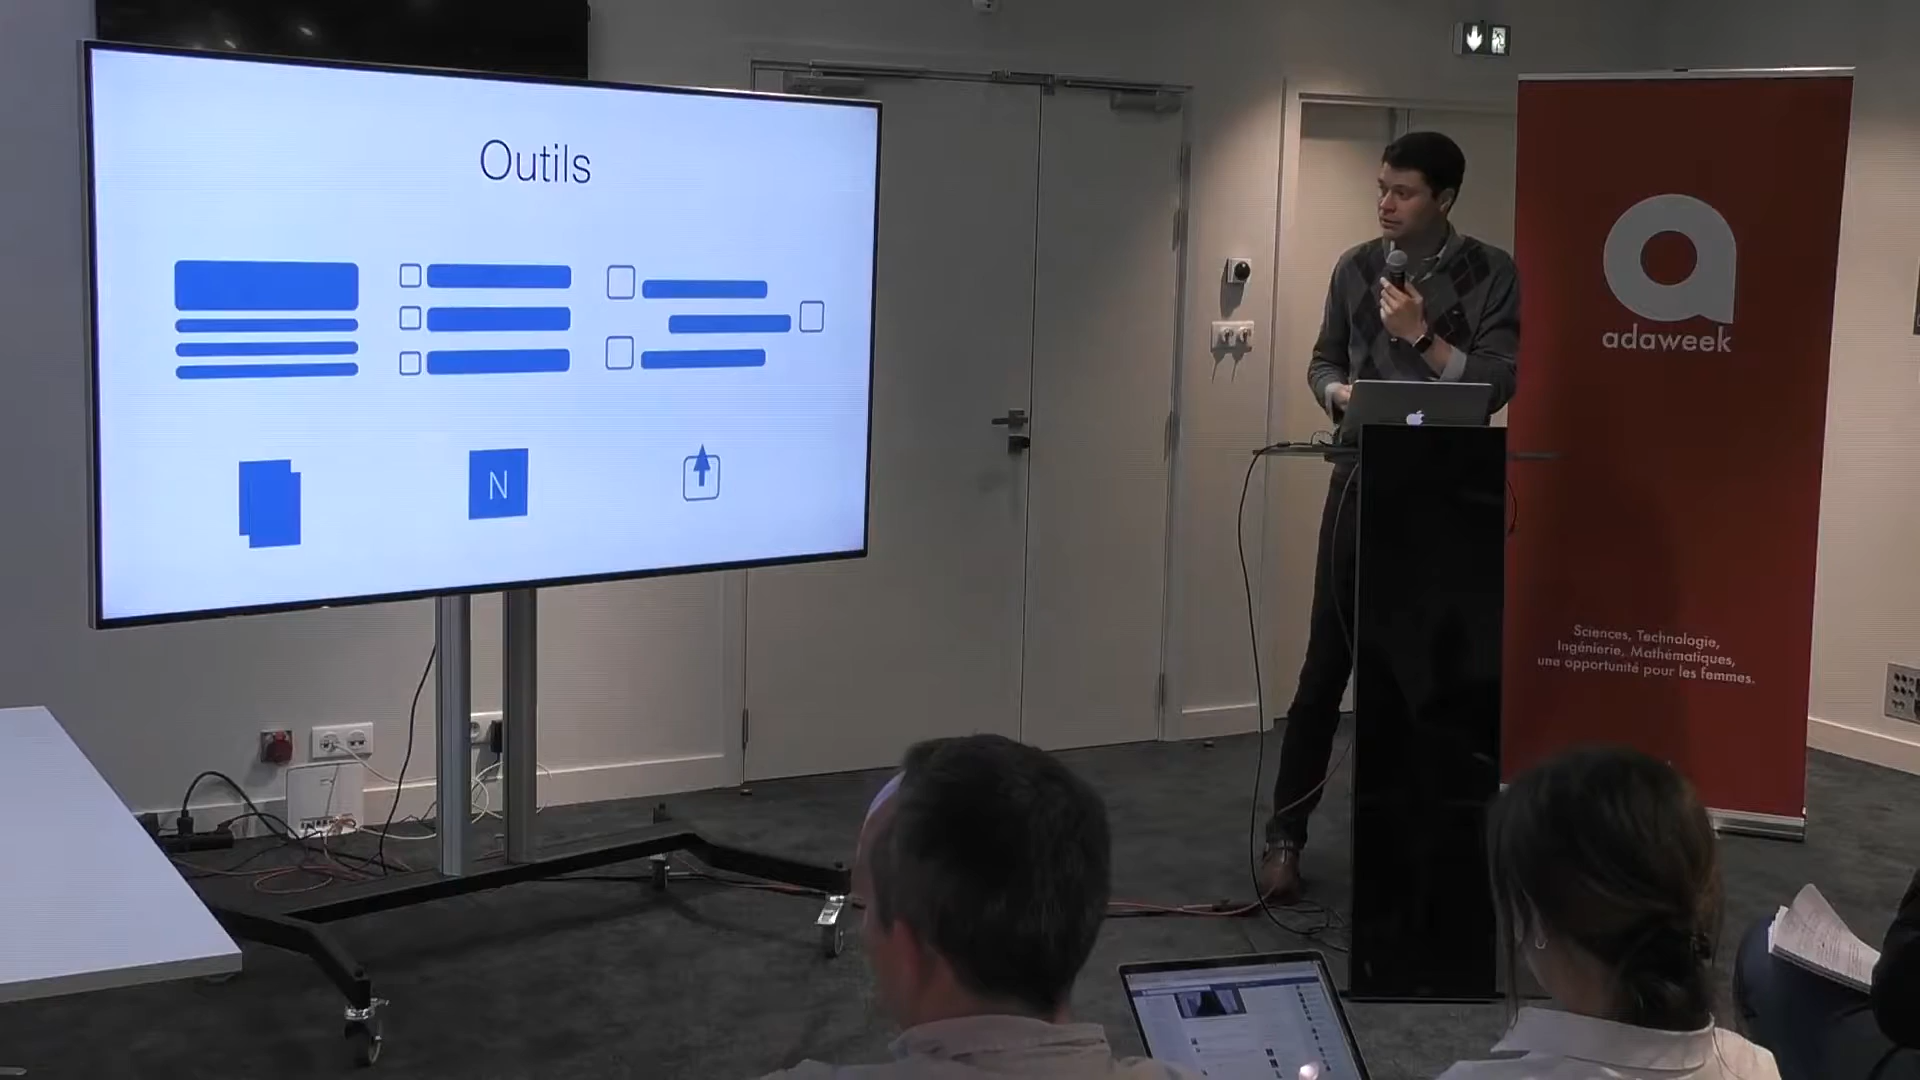 Outils
N
adaweek
Sciences, Technologie,
Ingénierie, Mathématiques,
une opportunité pour les femmes.